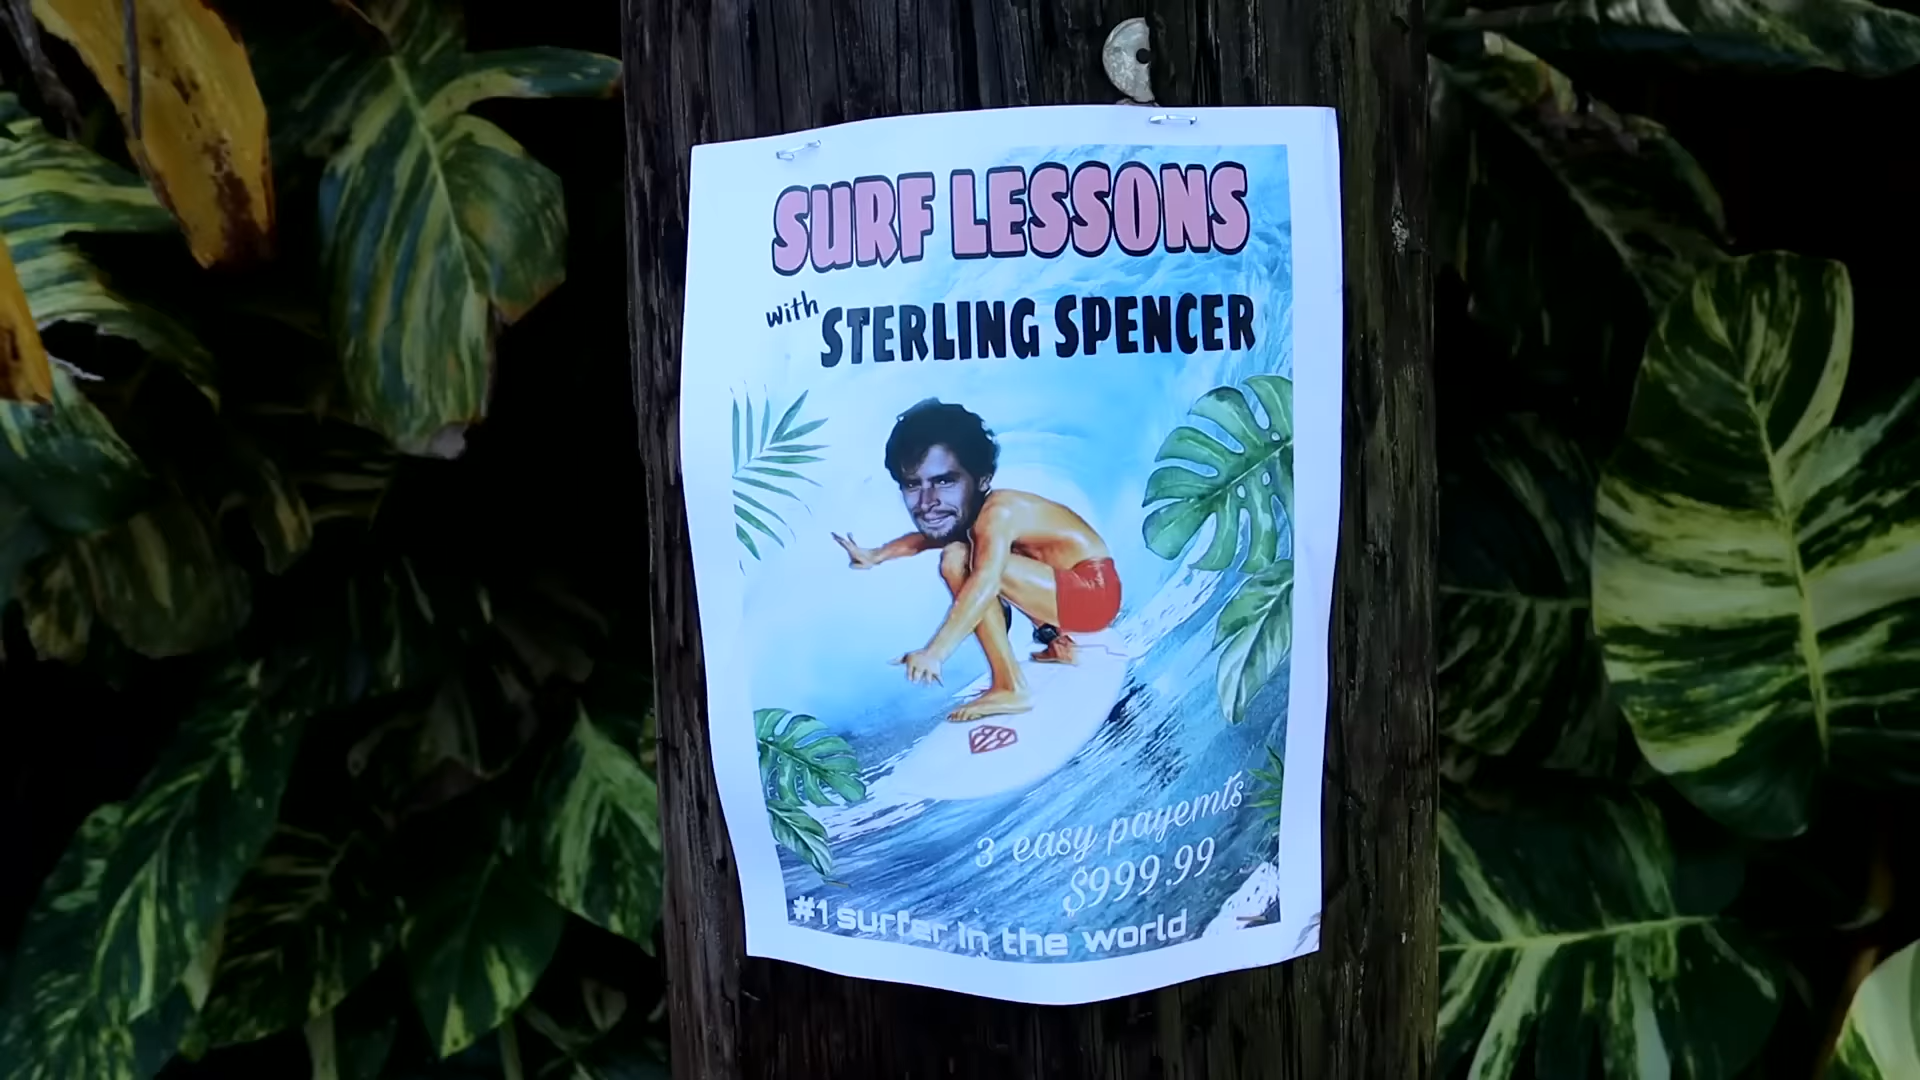 SURF LESSONS
with STERLING SPENCER
3 easy payemts
$999.99
#1 surfer in the world